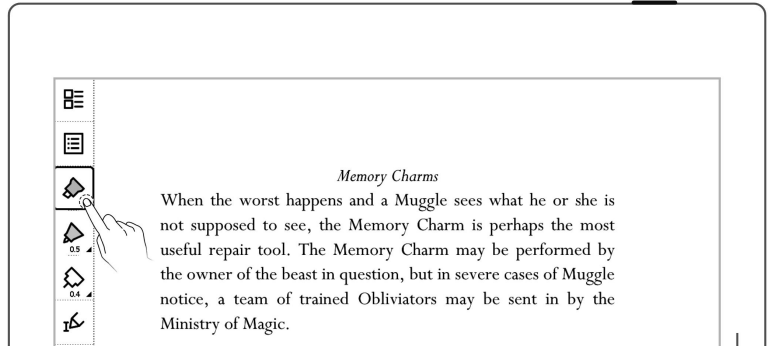 Memory Charms
When the worst happens and a Muggle sees what he or she is
not supposed to see, the Memory Charm is perhaps the most
0.5
useful repair tool. The Memory Charm may be performed by
the owner of the beast in question, but in severe cases of Muggle
0.4
notice, a team of trained Obliviators may be sent in by the
Ministry of Magic.